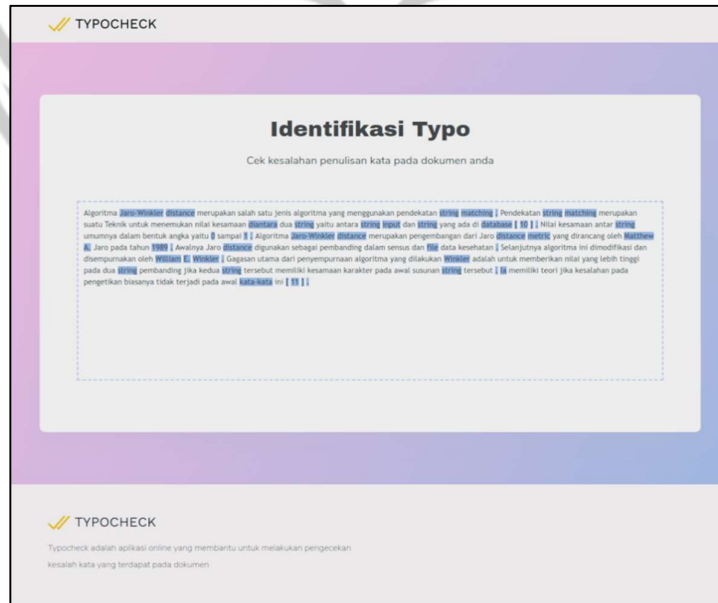 TYPOCHECK
Identifikasi Typo
Cek kesalahan penulisan kata pada dokumen anda
Algoritma Jaro-Winkler distance merupakan salah satu jenis algoritma yang menggunakan pendekatan string matching . Pendekatan string matching merupakan
suatu Teknik untuk menemukan nilai kesamaan diantara dua string yaitu antara string input dan string yang ada di database [ 10 ] . Nilai kesamaan antar string
umumnya dalam bentuk angka yaitu 0 sampai 1 . Algoritma Jaro-Winkler distance merupakan pengembangan dari Jaro distance metric yang dirancang oleh Matthew
A. Jaro pada tahun 1989 . Awalnya Jaro distance digunakan sebagai pembanding dalam sensus dan file data kesehatan . Selanjutnya algoritma ini dimodifikasi dan
disempurnakan oleh William E. Winkler . Gagasan utama dari penyempurnaan algoritma yang dilakukan Winkler adalah untuk memberikan nilai yang lebih tinggi
pada dua string pembanding jika kedua string tersebut memiliki kesamaan karakter pada awal susunan string tersebut . Ia memiliki teori jika kesalahan pada
pengetikan biasanya tidak terjadi pada awal kata-kata ini [ 11 ] .
TYPOCHECK
Typocheck adalah aplikasi online yang membantu untuk melakukan pengecekan
kesalah kata yang terdapat pada dokumen